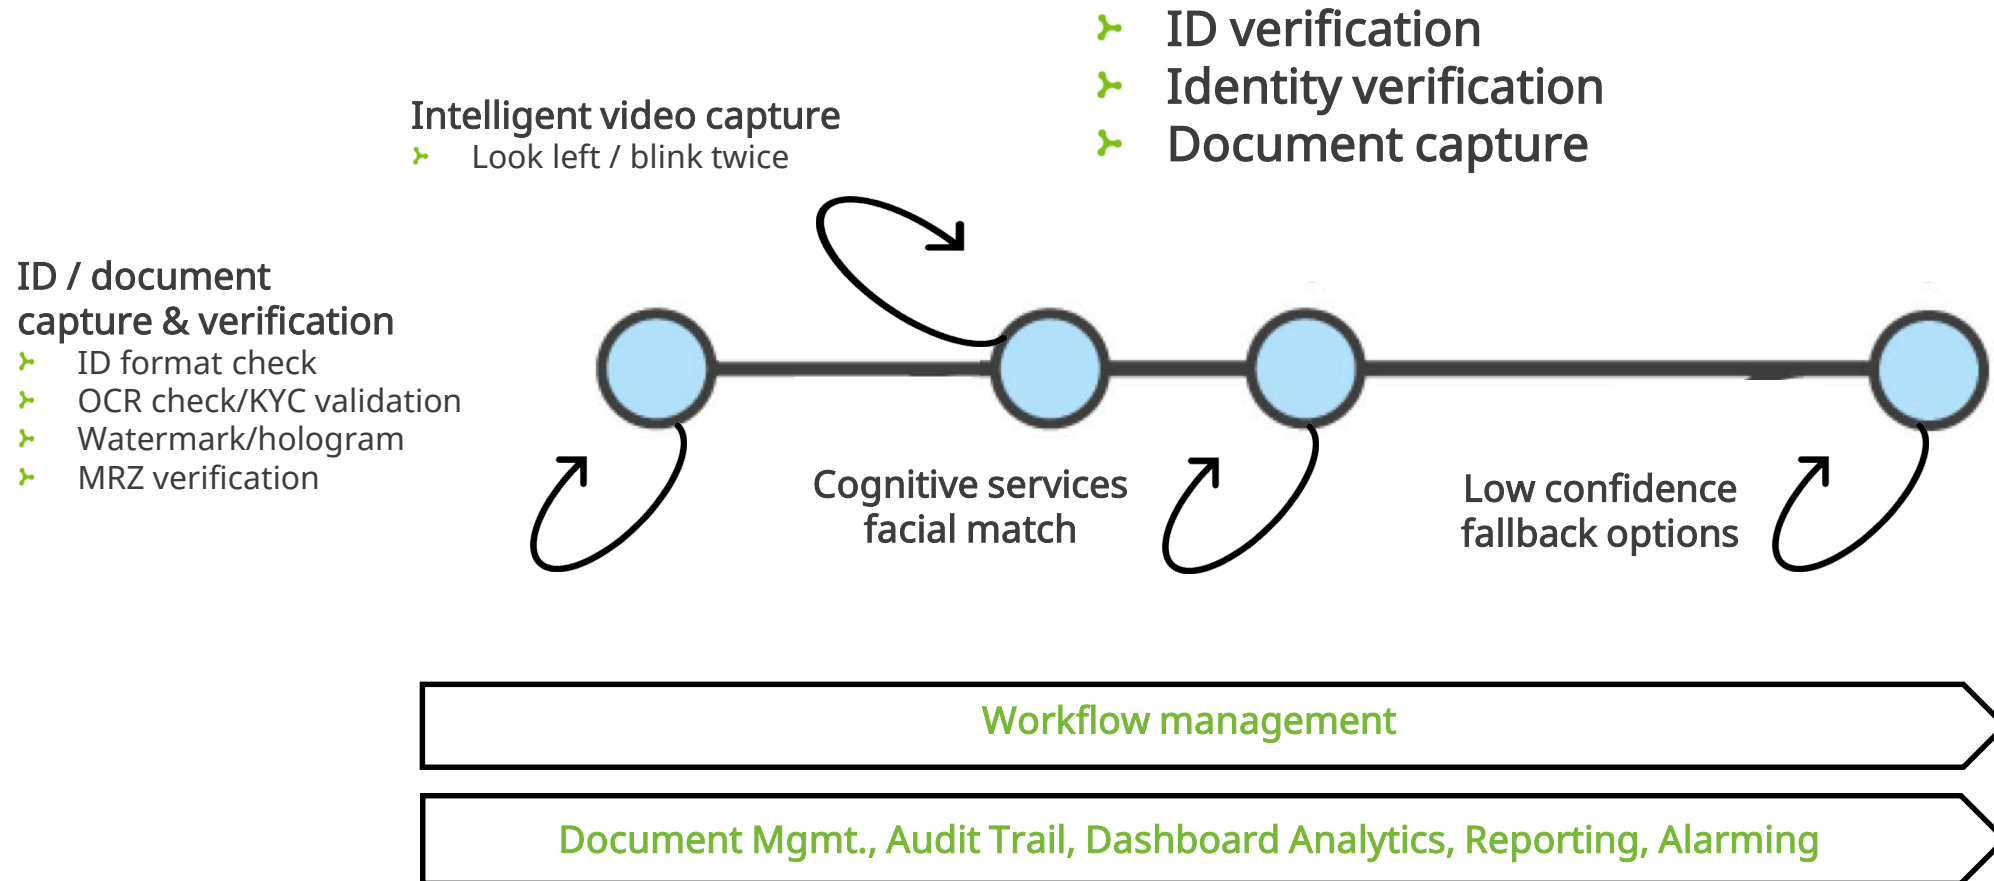 ID verification
Identity verification
Document capture
Intelligent video capture
Look left / blink twice
ID / document
capture & verification
ID format check
OCR check/KYC validation
Watermark/hologram
MRZ verification
Cognitive services
facial match
Low confidence
fallback options
Workflow management
Document Mgmt., Audit Trail, Dashboard Analytics, Reporting, Alarming